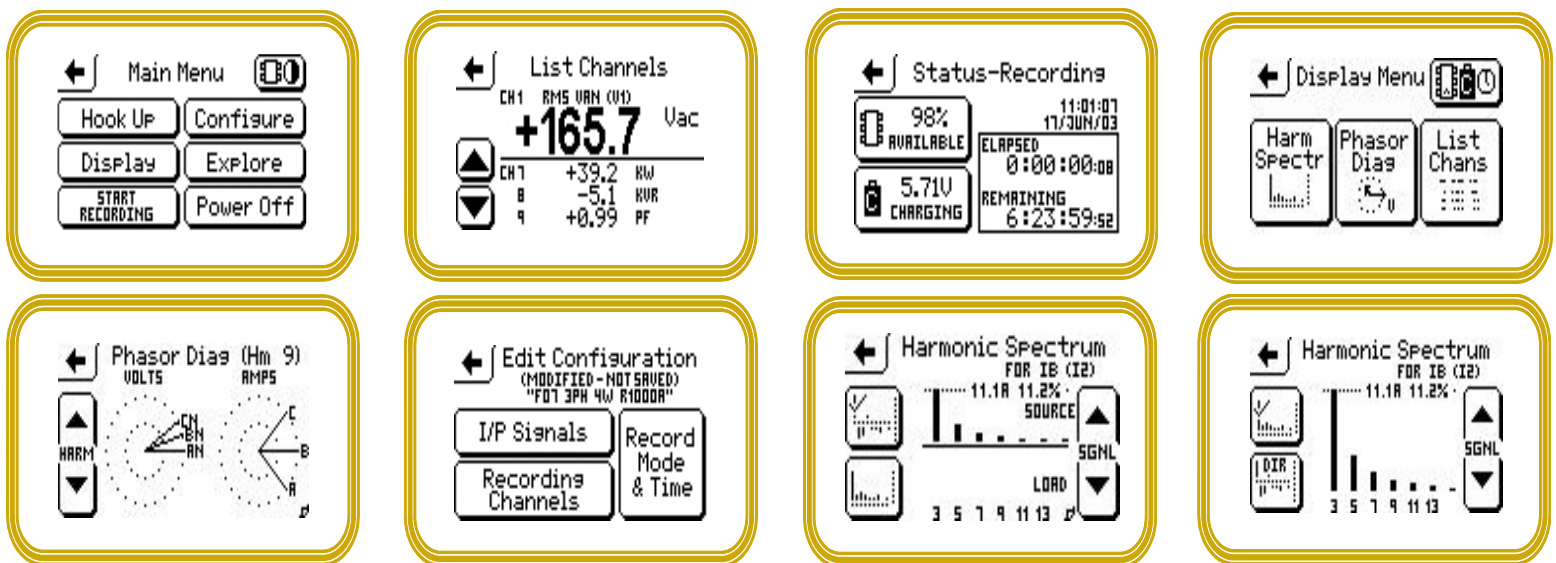 Main Menu
Hook Up
Configure
Display
Explore
START
RECORDING
Power Off
List Channels
CH1 RMS VAN (V1)
+165.7 Vac
CH7 +39.2 KW
8 -5.1 KVR
9 +0.99 PF
Status-Recording
98%
AVAILABLE
11:01:07
17/JUN/03
5.71V
CHARGING
ELAPSED
0:00:00:08
REMAINING
6:23:59:52
Display Menu
Harm
Spectr
Phasor
Diag
V
List
Chans
Phasor Diag (Hm 9)
VOLTS AMPS
HARM
CN
BN
AN
C
B
A
Edit Configuration
(MODIFIED-NOT SAVED)
"F07 3PH 4W R1000A"
I/P Signals
Recording
Channels
Record
Mode
& Time
Harmonic Spectrum
FOR IB (I2)
11.1A 11.2%
SOURCE
SGNL
LOAD
3 5 7 9 11 13
Harmonic Spectrum
FOR IB (I2)
11.1A 11.2%
DIR
SGNL
3 5 7 9 11 13